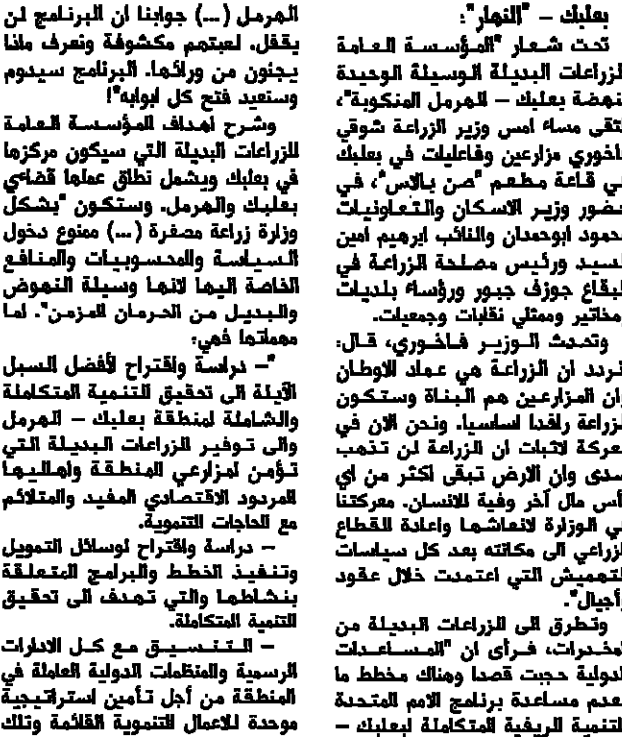 بعلبك – "النهار":
تحت شعار "المؤسسة العامة
للزراعات البديلة الوسيلة الوحيدة
لنهضة بعلبك – الهرمل المنكوبة"،
التقى مساء امس وزير الزراعة شوقي
فاخوري مزارعين وفاعليات في بعلبك
في قاعة مطعم "صن بالاس"، في
حضور وزير الاسكان والتعاونيات
محمود ابوحمدان والنائب ابرهيم امين
السيد ورئيس مصلحة الزراعة في
البقاع جوزف جبور ورؤساء بلديات
ومخاتير وممثلي نقابات وجمعيات.
وتحدث الوزير فاخوري، قال:
نردد ان الزراعة هي عماد الاوطان
وان المزارعين هم البناة وستكون
الزراعة رافدا اساسيا. ونحن الان في
معركة لاثبات ان الزراعة لن تذهب
سدى وان الارض تبقى اكثر من اي
رأس مال آخر وفية للانسان. معركتنا
في الوزارة لانعاشها واعادة القطاع
الزراعي الى مكانته بعد كل سياسات
التهميش التي اعتمدت خلال عقود
وأجيال".
وتطرق الى الزراعات البديلة من
المخدرات، فرأى ان "المساعدات
الدولية حجبت قصدا وهناك مخطط ما
لعدم مساعدة برنامج الامم المتحدة
للتنمية الريفية المتكاملة لبعلبك –
الهرمل (...) جوابنا ان البرنامج لن
يقفل. لعبتهم مكشوفة ونعرف ماذا
يجنون من ورائها. البرنامج سيدوم
وسنعيد فتح كل ابوابه"!
وشرح اهداف المؤسسة العامة
للزراعات البديلة التي سيكون مركزها
في بعلبك ويشمل نطاق عملها قضاءي
بعلبك والهرمل. وستكون "بشكل
وزارة زراعة مصغرة (...) ممنوع دخول
السياسة والمحسوبيات والمنافع
الخاصة اليها لانها وسيلة النهوض
والبديل من الحرمان المزمن". اما
مهماتها فهي:
"– دراسة واقتراح لأفضل السبل
الآيلة الى تحقيق التنمية المتكاملة
والشاملة لمنطقة بعلبك – الهرمل
والى توفير الزراعات البديلة التي
تؤمن لمزارعي المنطقة واهاليها
المردود الاقتصادي المفيد والمتلائم
مع الحاجات التنموية.
– دراسة واقتراح لوسائل التمويل
وتنفيذ الخطط والبرامج المتعلقة
بنشاطها والتي تهدف الى تحقيق
التنمية المتكاملة.
– التنسيق مع كل الادارات
الرسمية والمنظمات الدولية العاملة في
المنطقة من أجل تأمين استراتيجية
موحدة للاعمال التنموية القائمة وتلك